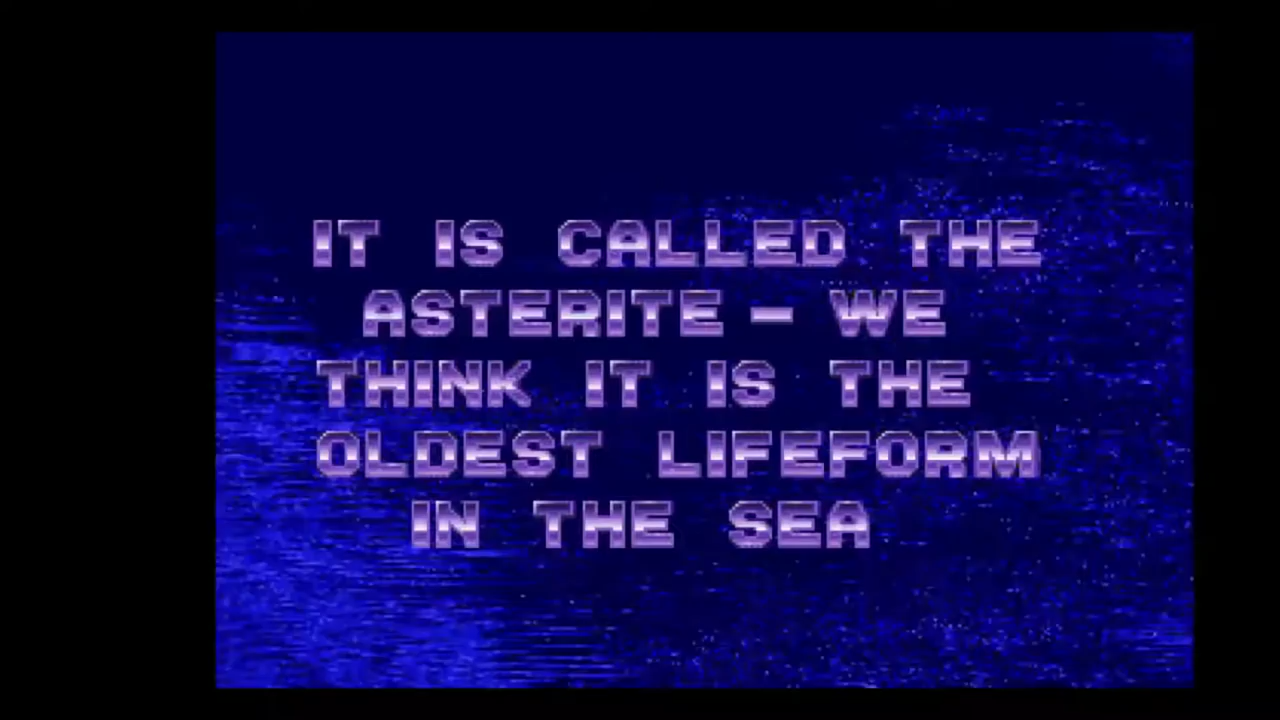 IT IS CALLED THE
ASTERITE - WE
THINK IT IS THE
OLDEST LIFEFORM
IN THE SEA